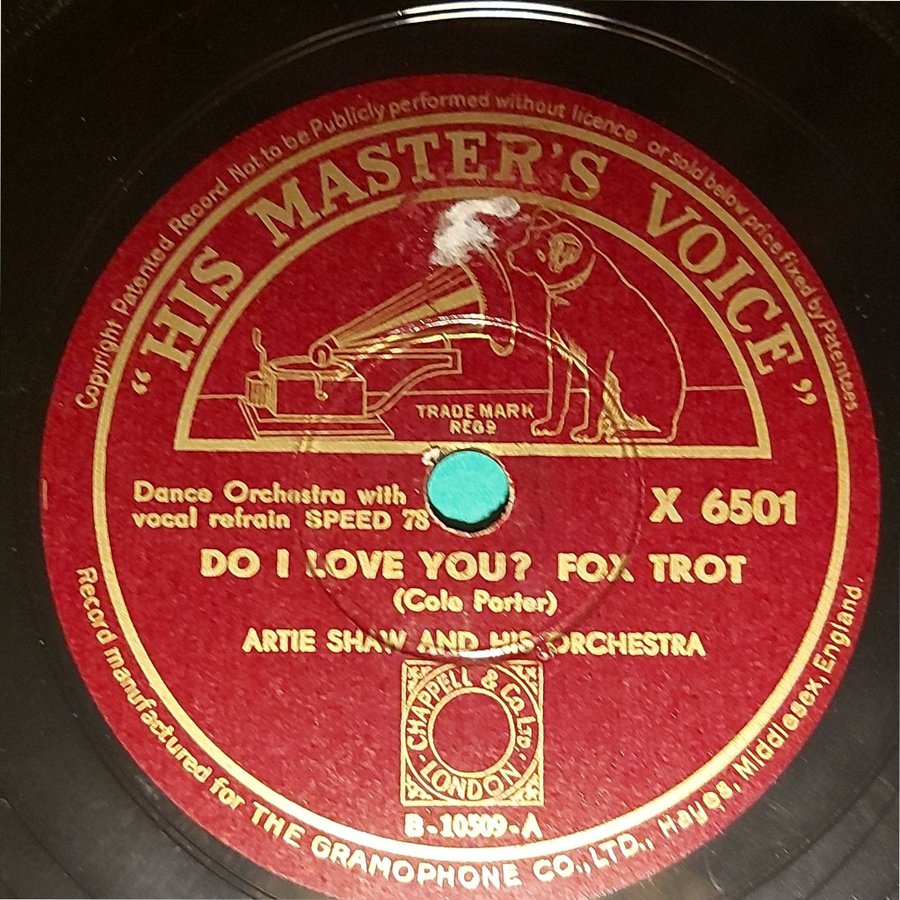 Copyright Patented Record Not to be Publicly performed without licence or sold below price fixed by Patentees.
"HIS MASTER'S VOICE"
TRADE MARK
REGD
Dance Orchestra with
vocal refrain SPEED 78
X 6501
DO I LOVE YOU? FOX TROT
(Cole Porter)
ARTIE SHAW AND HIS ORCHESTRA
CHAPPELL & CO. LTD.
LONDON
B-10509-A
Record manufactured for THE GRAMOPHONE CO., LTD., Hayes, Middlesex, England.